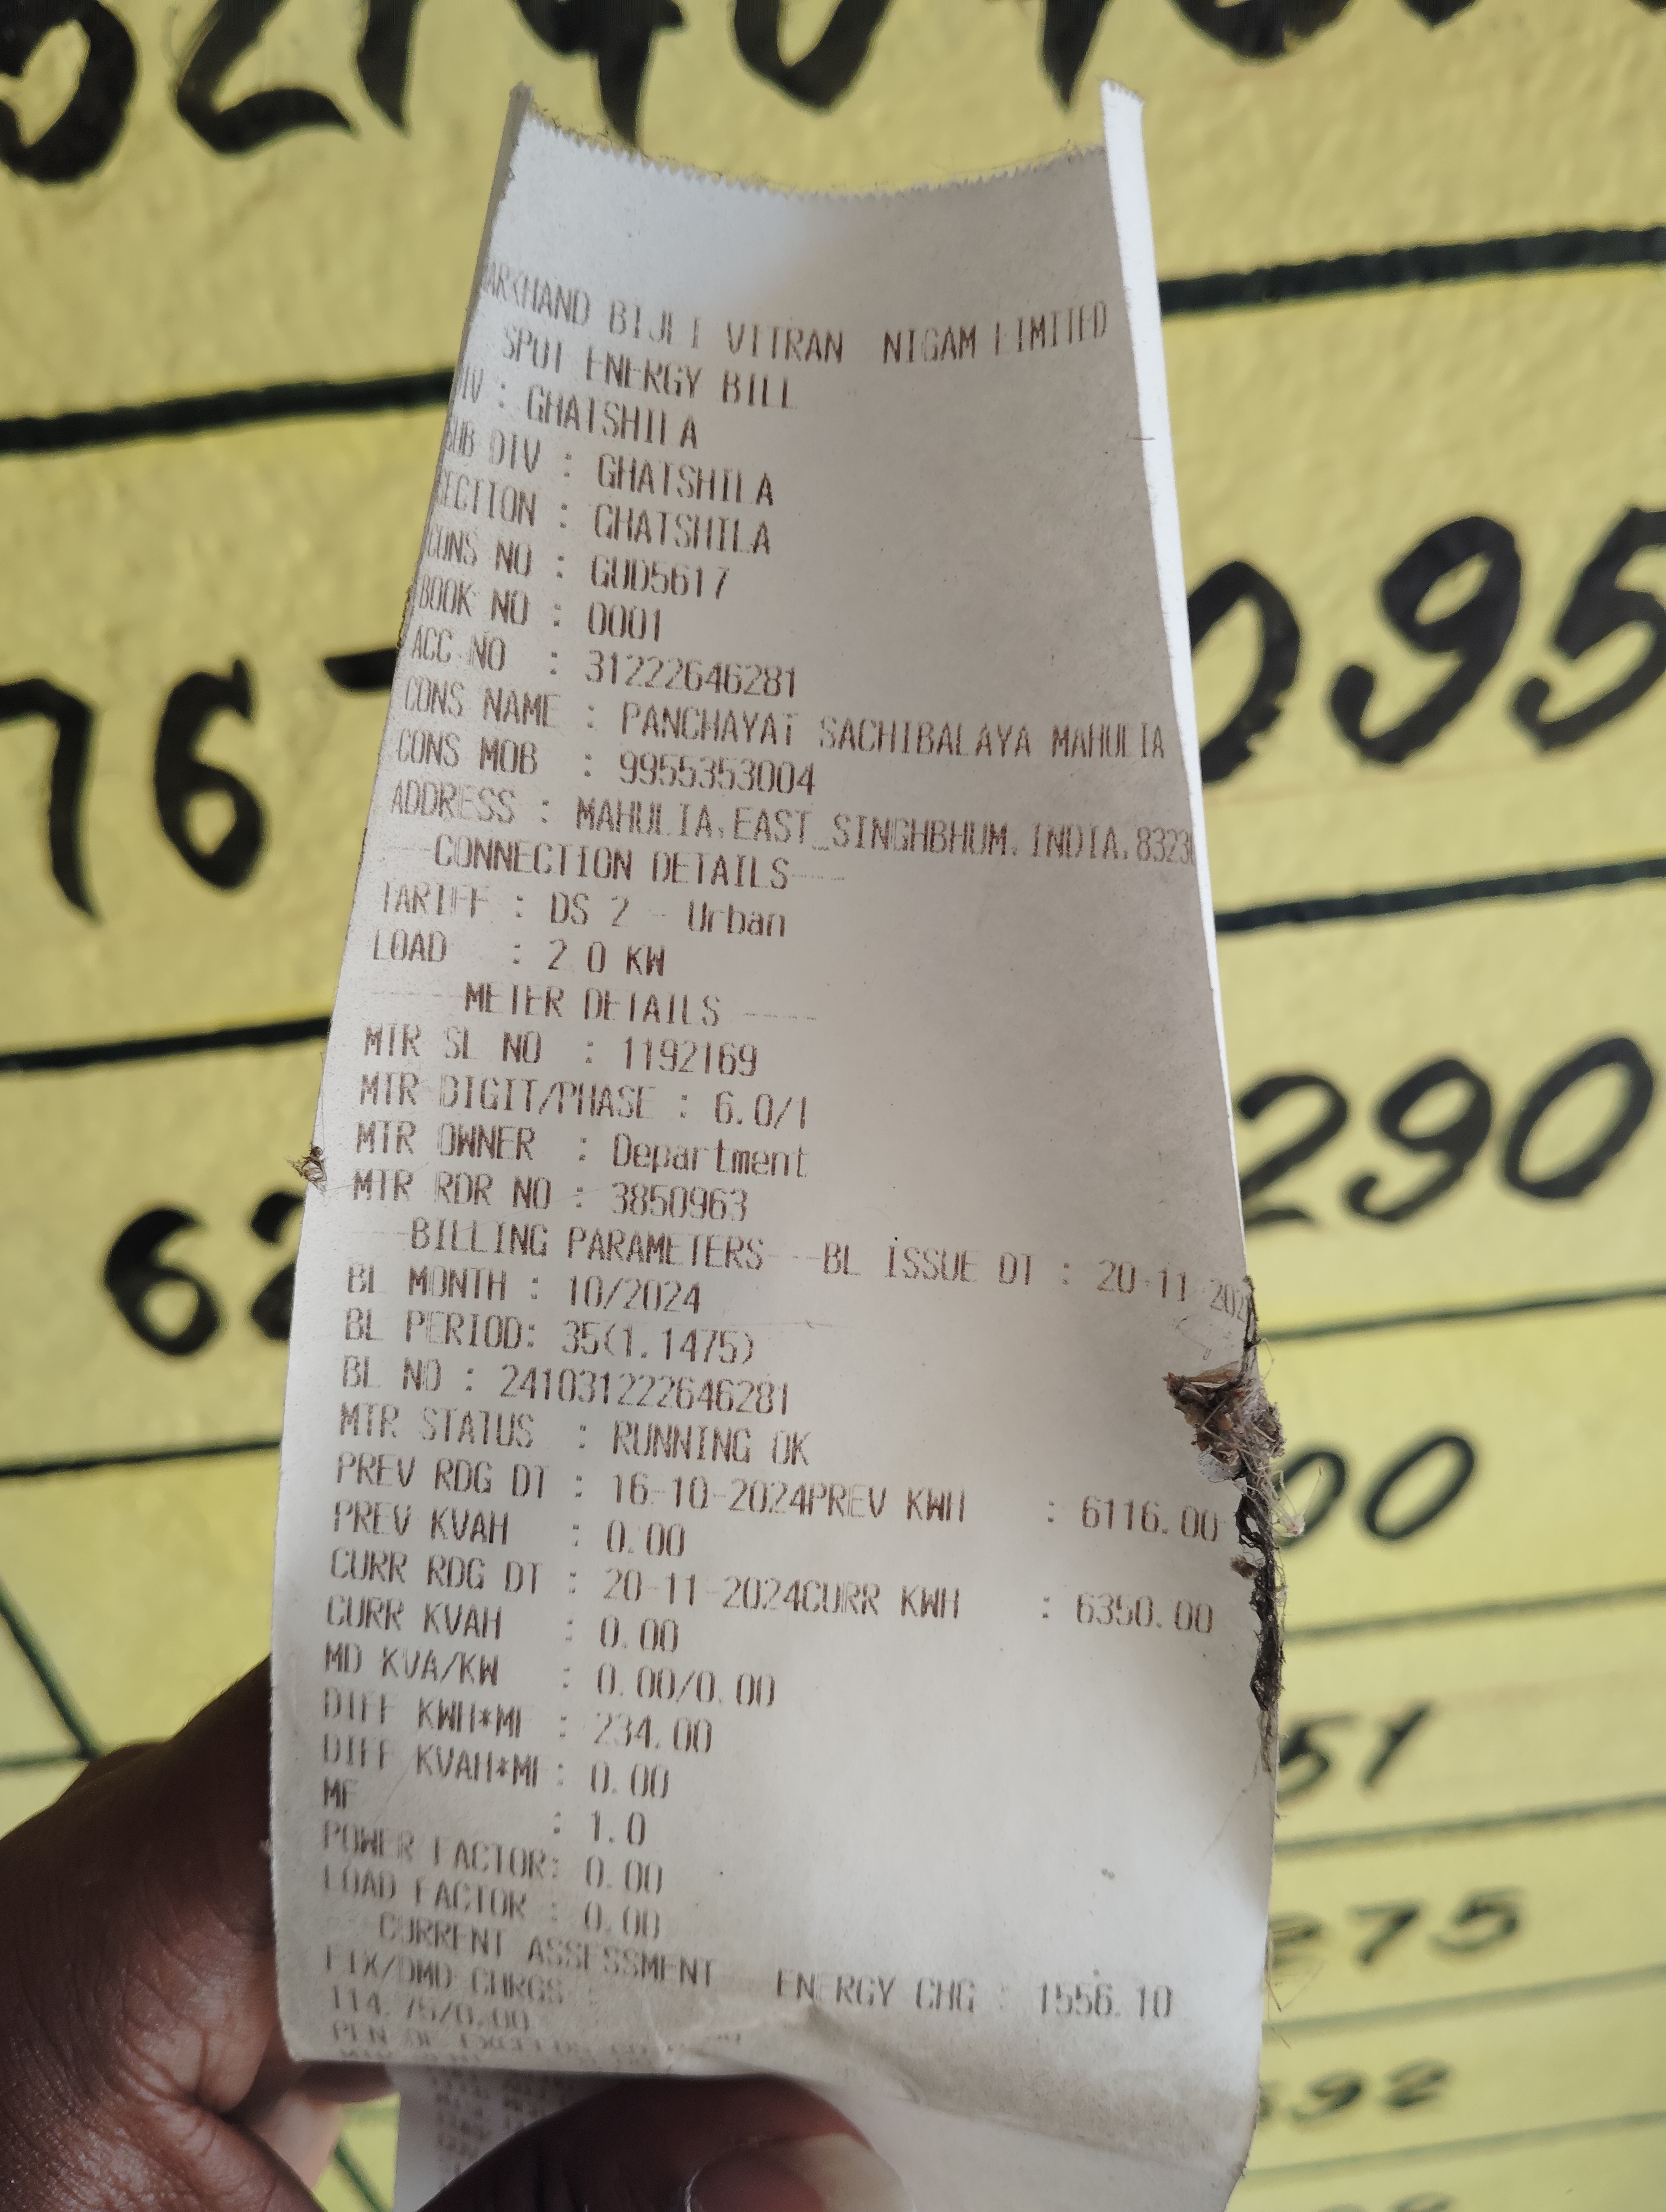 ARKHAND BIJLI VITRAN NIGAM LIMITED
SPOT ENERGY BILL
IV : GHATSHILA
SUB DIV : GHATSHILA
SECTION : GHATSHILA
CONS NO : GUD5617
BOOK NO : 0001
ACC NO : 31222646281
CONS NAME : PANCHAYAT SACHIBALAYA MAHULIA
CONS MOB : 9955353004
ADDRESS : MAHULIA,EAST_SINGHBHUM,INDIA,8323
---CONNECTION DETAILS---
TARIFF : DS 2 - Urban
LOAD : 2.0 KW
----METER DETAILS ----
MTR SL NO : 1192169
MTR DIGIT/PHASE : 6.0/1
MTR OWNER : Department
MTR RDR NO : 3850963
---BILLING PARAMETERS---BL ISSUE DT : 20-11-202
BL MONTH : 10/2024
BL PERIOD: 35(1.1475)
BL NO : 241031222646281
MTR STATUS : RUNNING OK
PREV RDG DT : 16-10-2024PREV KWH : 6116.00
PREV KVAH : 0.00
CURR RDG DT : 20-11-2024CURR KWH : 6350.00
CURR KVAH : 0.00
MD KVA/KW : 0.00/0.00
DIFF KWH*MF : 234.00
DIFF KVAH*MF: 0.00
MF : 1.0
POWER FACTOR: 0.00
LOAD FACTOR : 0.00
CURRENT ASSESSMENT ENERGY CHG : 1556.10
FIX/DMD CHRGS :
114.75/0.00
76
095
62
290
00
51
275
92